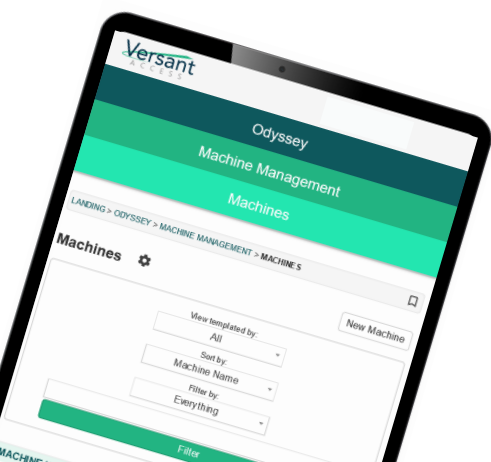 Versant
ACCESS
Odyssey
Machine Management
Machines
LANDING > ODYSSEY > MACHINE MANAGEMENT > MACHINES
Machines
New Machine
View templated by:
All
Sort by:
Machine Name
Filter by:
Everything
Filter